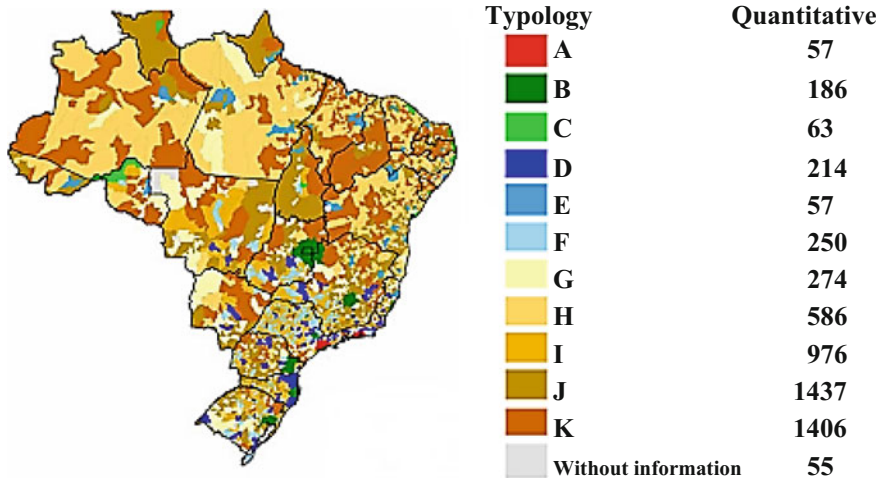 Typology Quantitative
A 57
B 186
C 63
D 214
E 57
F 250
G 274
H 586
I 976
J 1437
K 1406
Without information 55